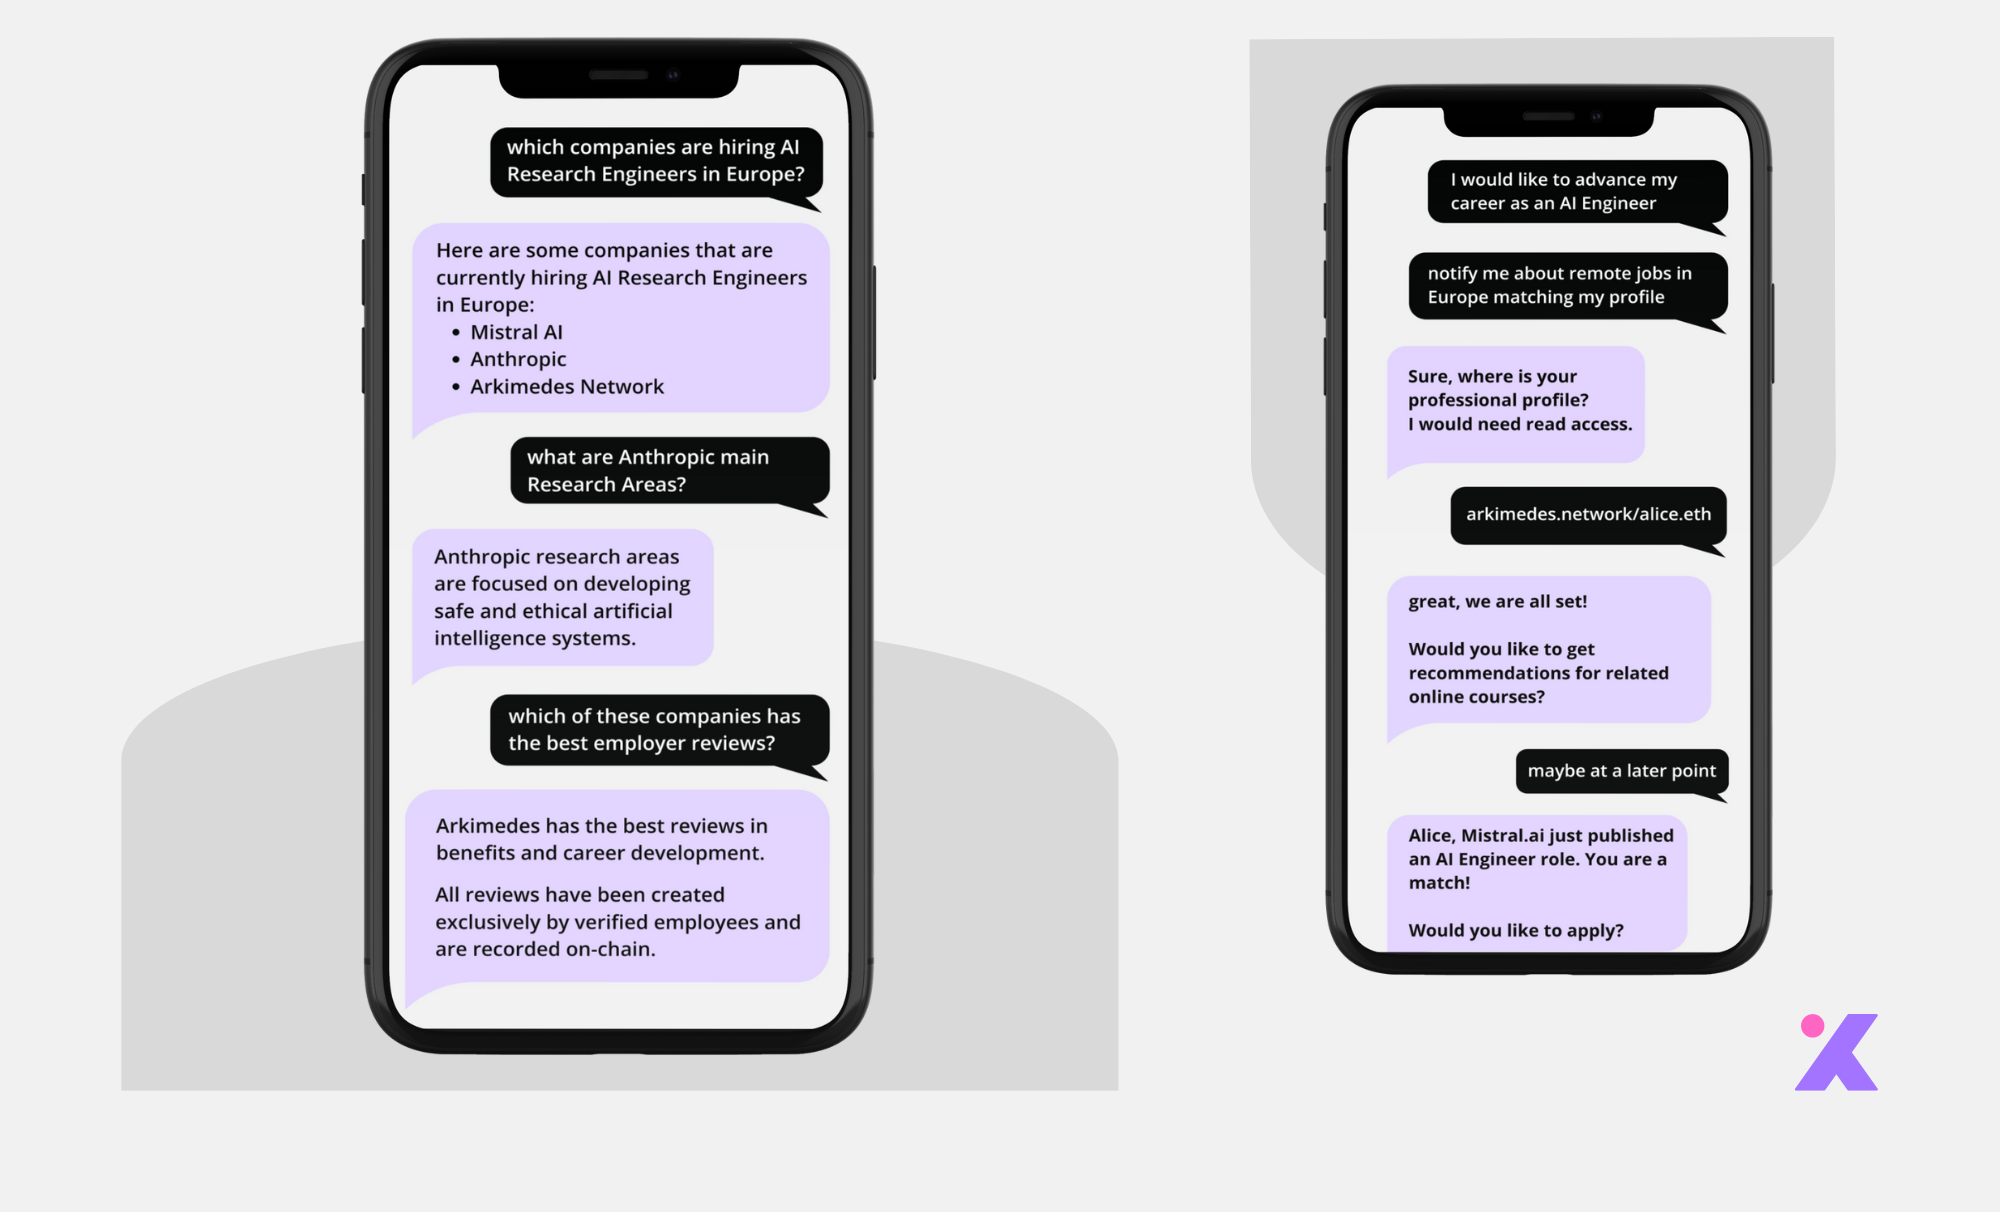 which companies are hiring AI
Research Engineers in Europe?
Here are some companies that are
currently hiring AI Research Engineers
in Europe:
• Mistral AI
• Anthropic
• Arkimedes Network
what are Anthropic main
Research Areas?
Anthropic research areas
are focused on developing
safe and ethical artificial
intelligence systems.
which of these companies has
the best employer reviews?
Arkimedes has the best reviews in
benefits and career development.
All reviews have been created
exclusively by verified employees and
are recorded on-chain.
I would like to advance my
career as an AI Engineer
notify me about remote jobs in
Europe matching my profile
Sure, where is your
professional profile?
I would need read access.
arkimedes.network/alice.eth
great, we are all set!
Would you like to get
recommendations for related
online courses?
maybe at a later point
Alice, Mistral.ai just published
an AI Engineer role. You are a
match!
Would you like to apply?